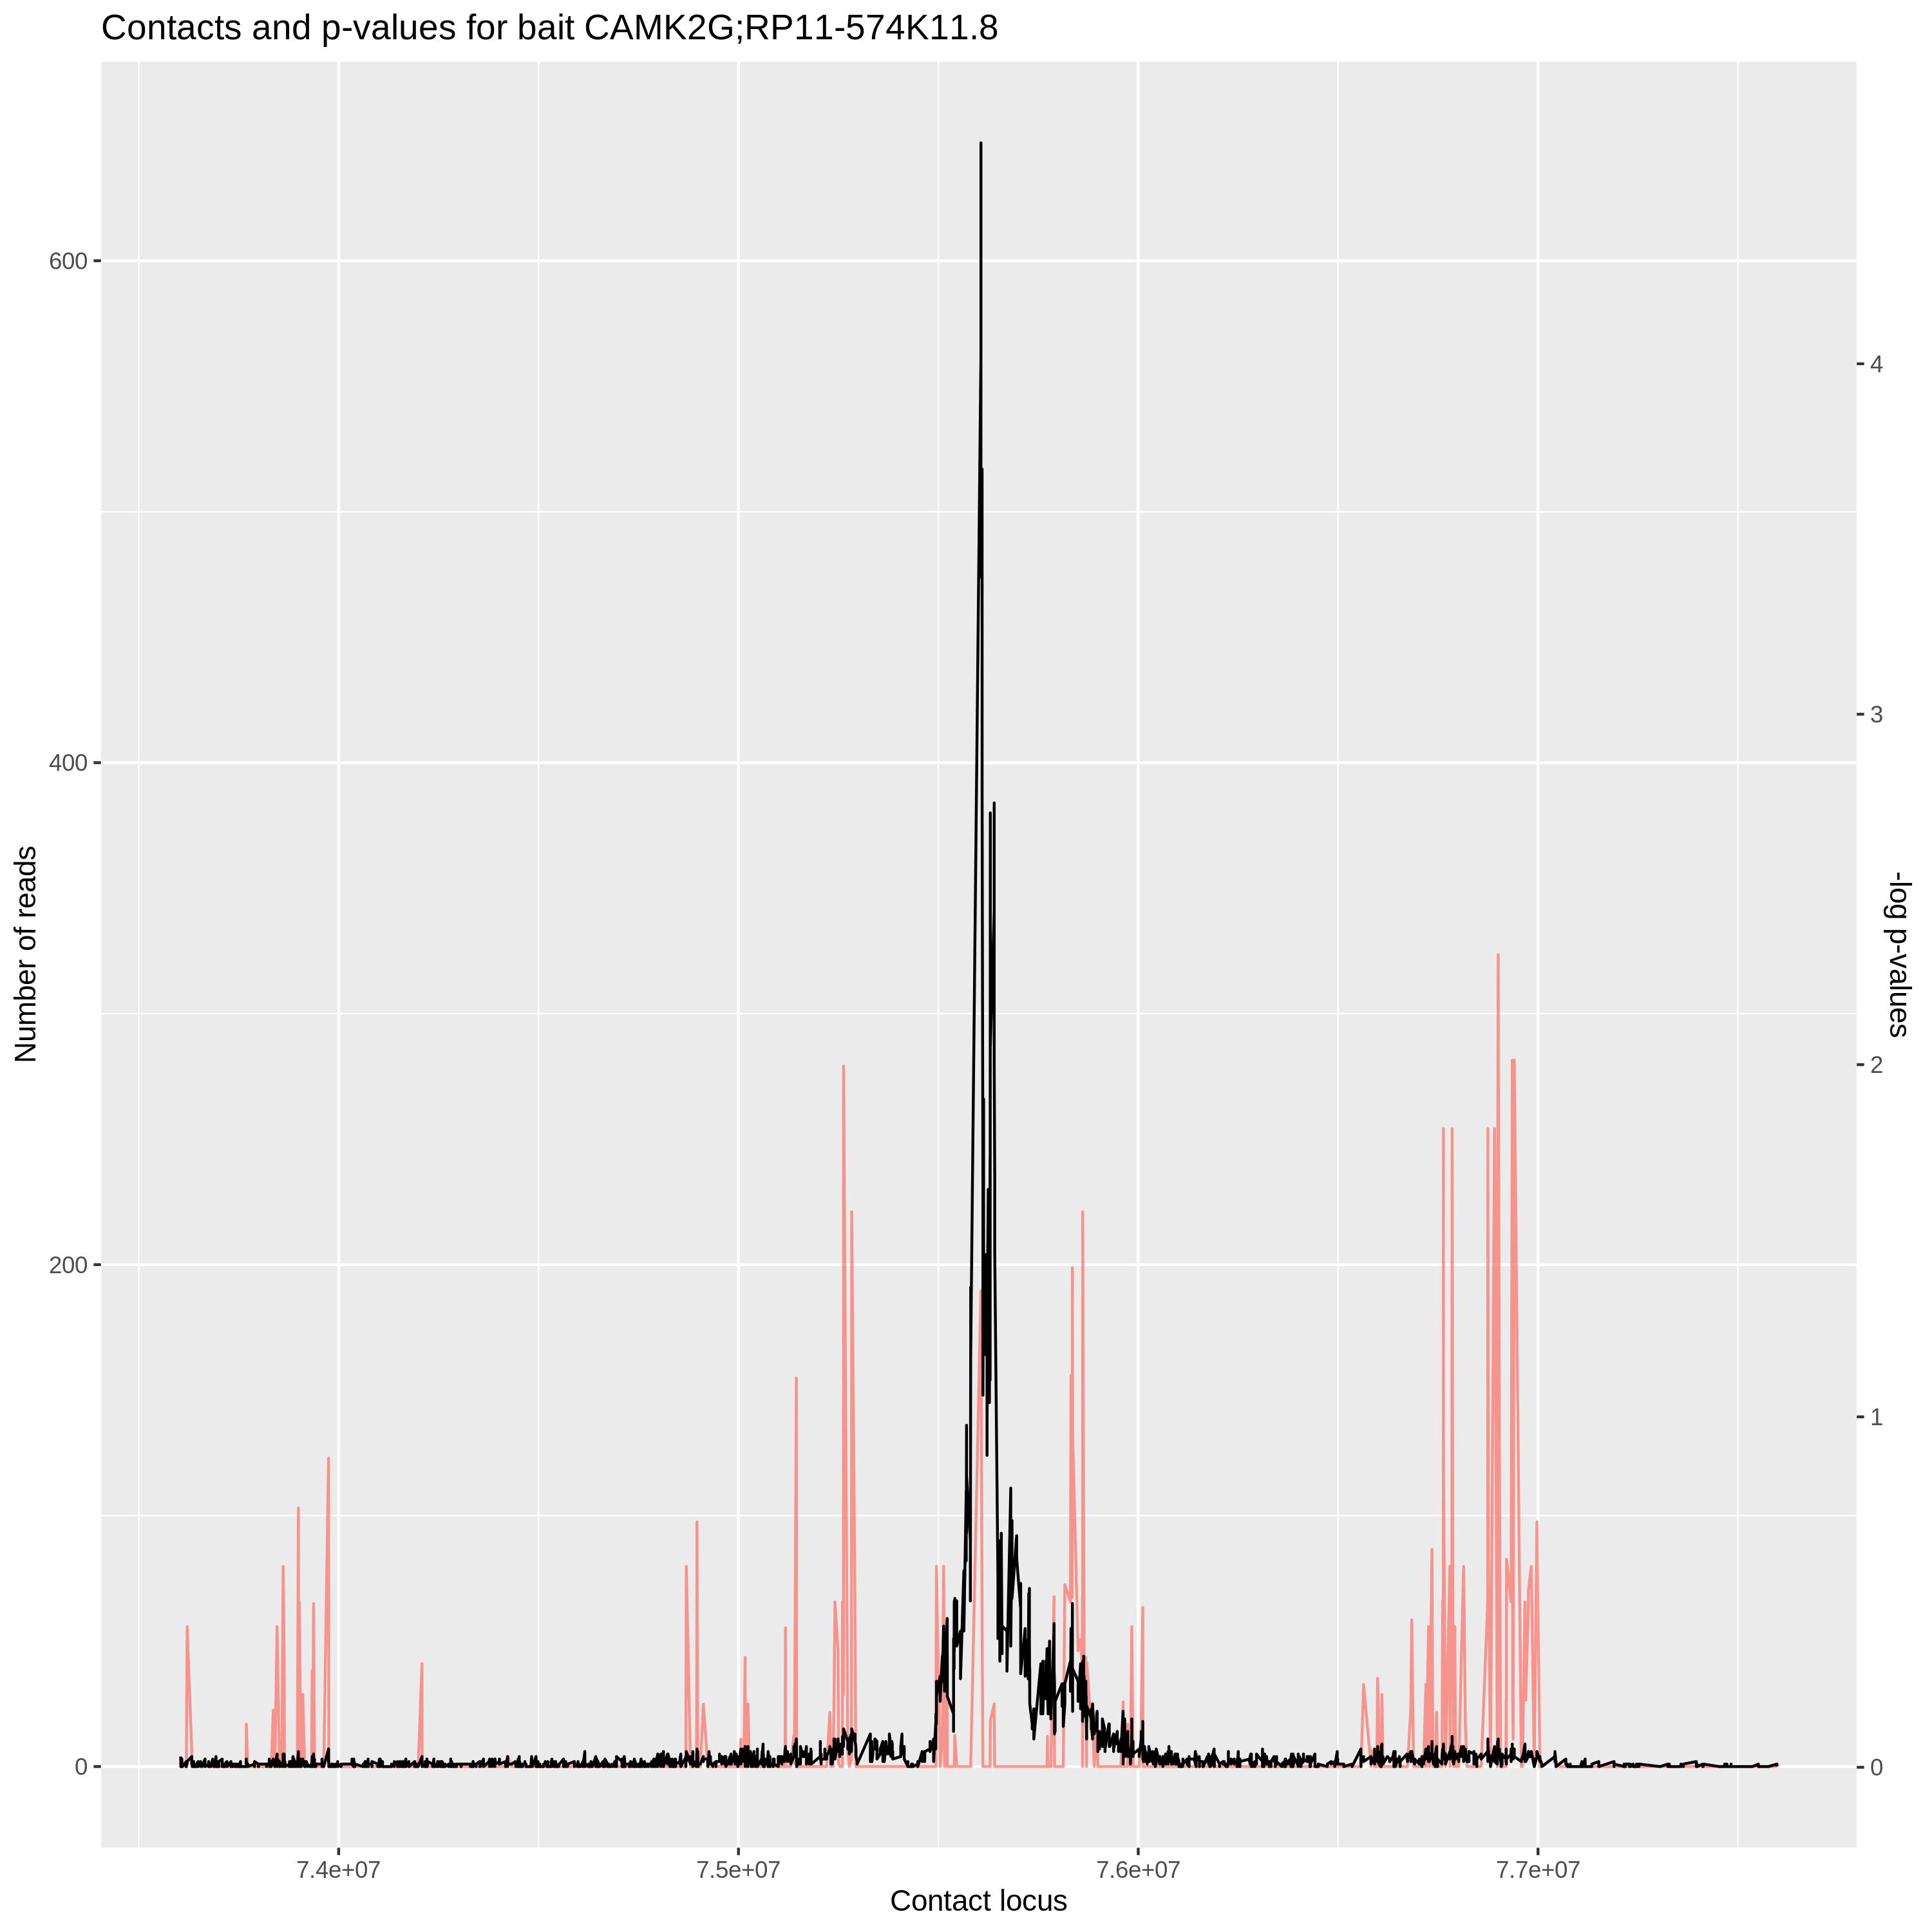 Contacts and p-values for bait CAMK2G;RP11-574K11.8
600
400
200
0
Number of reads
4
3
2
1
0
-log p-values
7.4e+07
7.5e+07
7.6e+07
7.7e+07
Contact locus